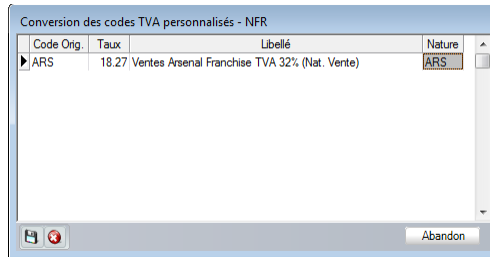 Conversion des codes TVA personnalisés - NFR
Code Orig. Taux Libellé Nature
ARS 18.27 Ventes Arsenal Franchise TVA 32% (Nat. Vente) ARS
Abandon